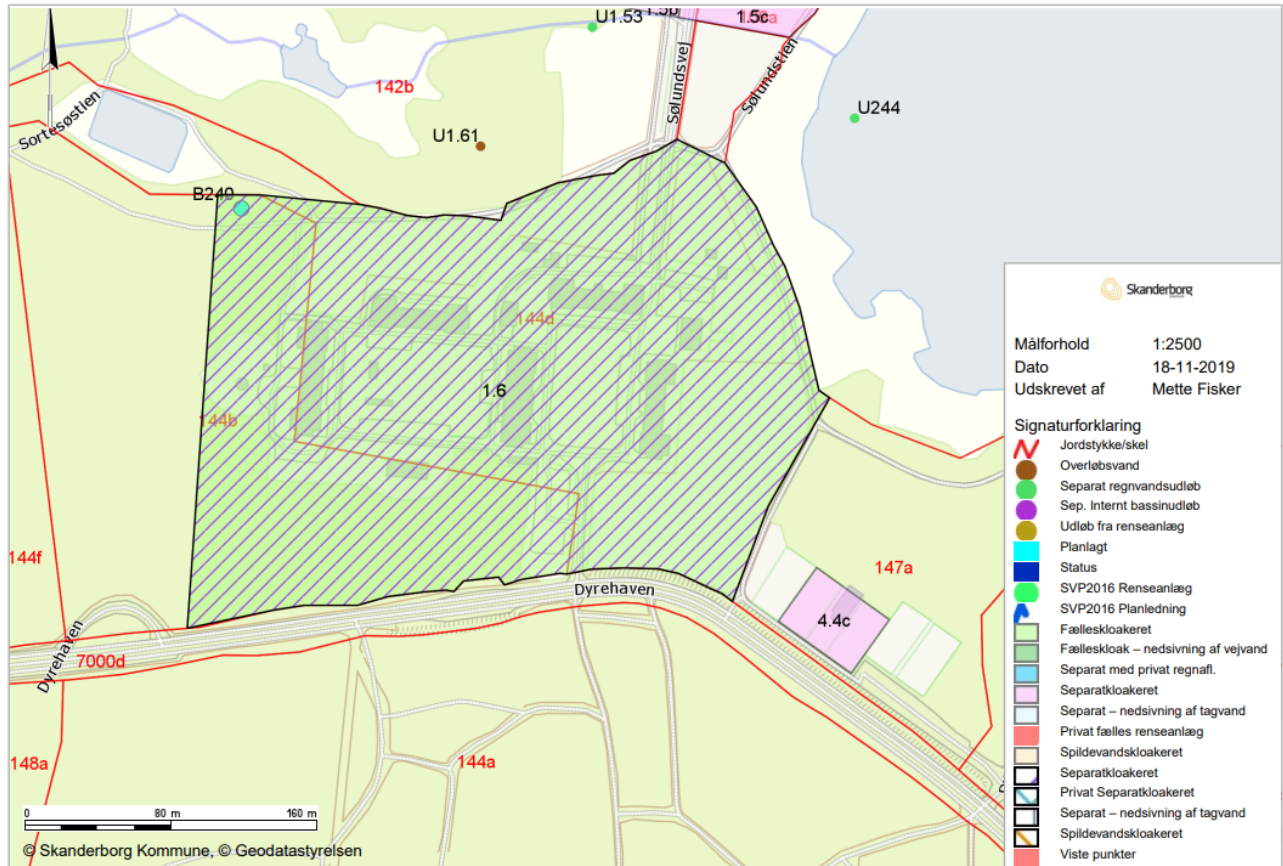 U1.53
1.5b
1.5c
142b
Sølundsvej
Sølundstien
Sortesøstien
U1.61
U244
B240
144d
1.6
144b
144f
147a
4.4c
Dyrehaven
Dyrehaven
7000d
148a
144a
0 80 m 160 m
© Skanderborg Kommune, © Geodatastyrelsen
Skanderborg
Målforhold 1:2500
Dato 18-11-2019
Udskrevet af Mette Fisker
Signaturforklaring
Jordstykke/skel
Overløbsvand
Separat regnvandsudløb
Sep. Internt bassinudløb
Udløb fra renseanlæg
Planlagt
Status
SVP2016 Renseanlæg
SVP2016 Planledning
Fælleskloakeret
Fælleskloak – nedsivning af vejvand
Separat med privat regnafl.
Separatkloakeret
Separat – nedsivning af tagvand
Privat fælles renseanlæg
Spildevandskloakeret
Separatkloakeret
Privat Separatkloakeret
Separat – nedsivning af tagvand
Spildevandskloakeret
Viste punkter